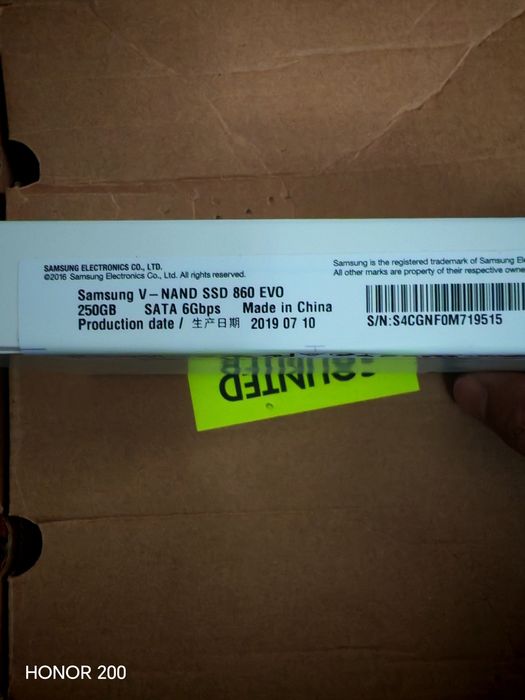 SAMSUNG ELECTRONICS CO., LTD.
©2016 Samsung Electronics Co., Ltd. All rights reserved.
Samsung is the registered trademark of Samsung
All other marks are property of their respective
Samsung V-NAND SSD 860 EVO
250GB SATA 6Gbps Made in China
Production date / 生产日期 2019 07 10
S/N:S4CGNF0M719515
COUNTED
HONOR 200